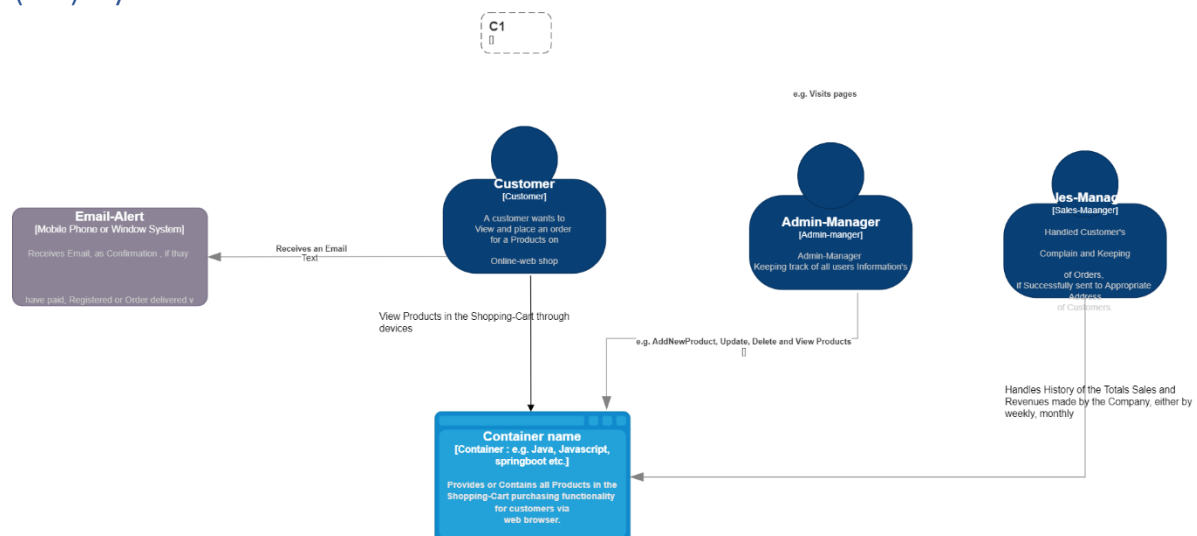 C1
[]
e.g. Visits pages
Customer
[Customer]
A customer wants to
View and place an order
for a Products on
Online-web shop
Admin-Manager
[Admin-manger]
Admin-Manager
Keeping track of all users Information's
les-Manag
[Sales-Maanger]
Handled Customer's
Complain and Keeping
of Orders,
if Successfully sent to Appropriate
Address
of Customers.
Email-Alert
[Mobile Phone or Window System]
Receives Email, as Confirmation , if thay
have paid, Registered or Order delivered v
Receives an Email
Text
View Products in the Shopping-Cart through
devices
e.g. AddNewProduct, Update, Delete and View Products
[]
Handles History of the Totals Sales and
Revenues made by the Company, either by
weekly, monthly
Container name
[Container : e.g. Java, Javascript,
springboot etc.]
Provides or Contains all Products in the
Shopping-Cart purchasing functionality
for customers via
web browser.